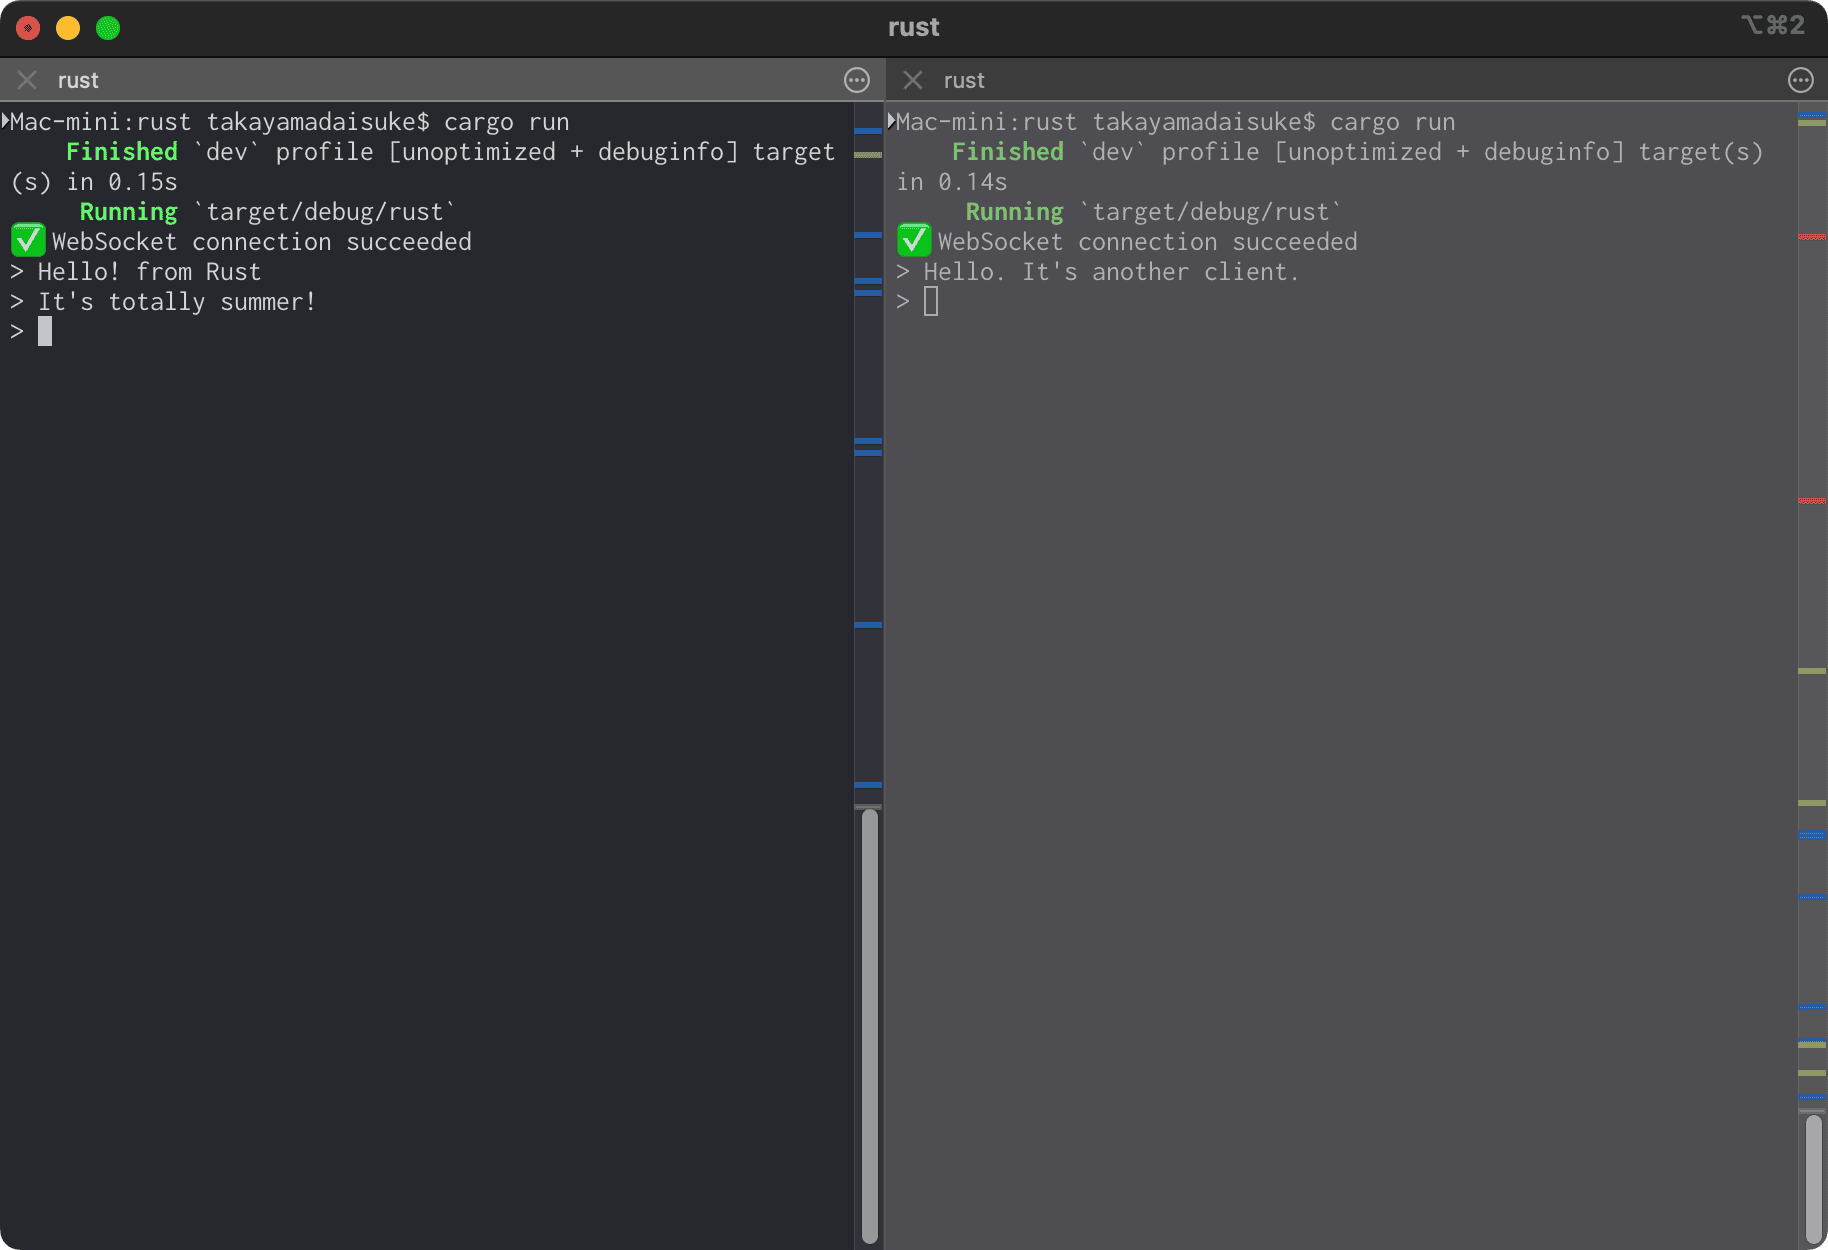 rust
⌥⌘2
rust
Mac-mini:rust takayamadaisuke$ cargo run
Finished `dev` profile [unoptimized + debuginfo] target
(s) in 0.15s
Running `target/debug/rust`
✅ WebSocket connection succeeded
> Hello! from Rust
> It's totally summer!
>
rust
Mac-mini:rust takayamadaisuke$ cargo run
Finished `dev` profile [unoptimized + debuginfo] target(s)
in 0.14s
Running `target/debug/rust`
✅ WebSocket connection succeeded
> Hello. It's another client.
>